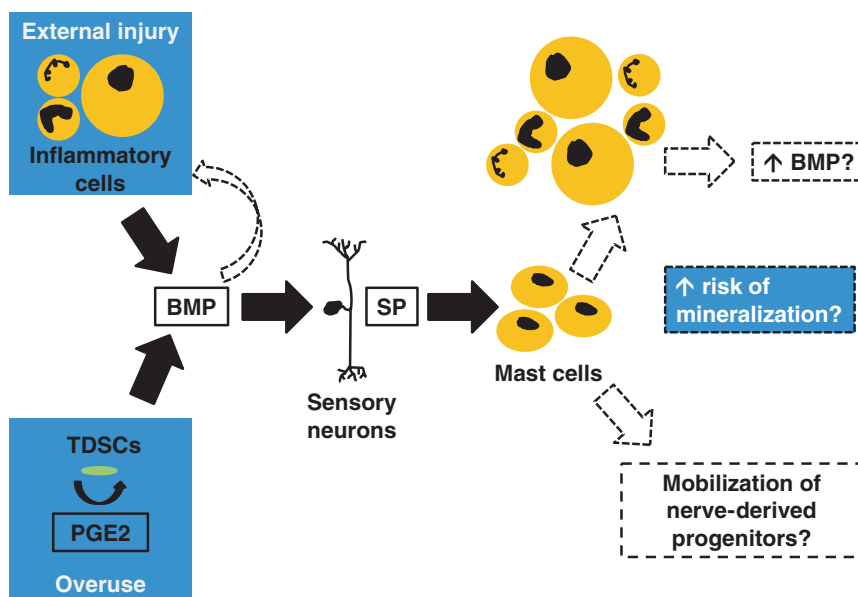 External injury
Inflammatory
cells
BMP
SP
Sensory
neurons
Mast cells
↑ BMP?
↑ risk of
mineralization?
Mobilization of
nerve-derived
progenitors?
TDSCs
PGE2
Overuse